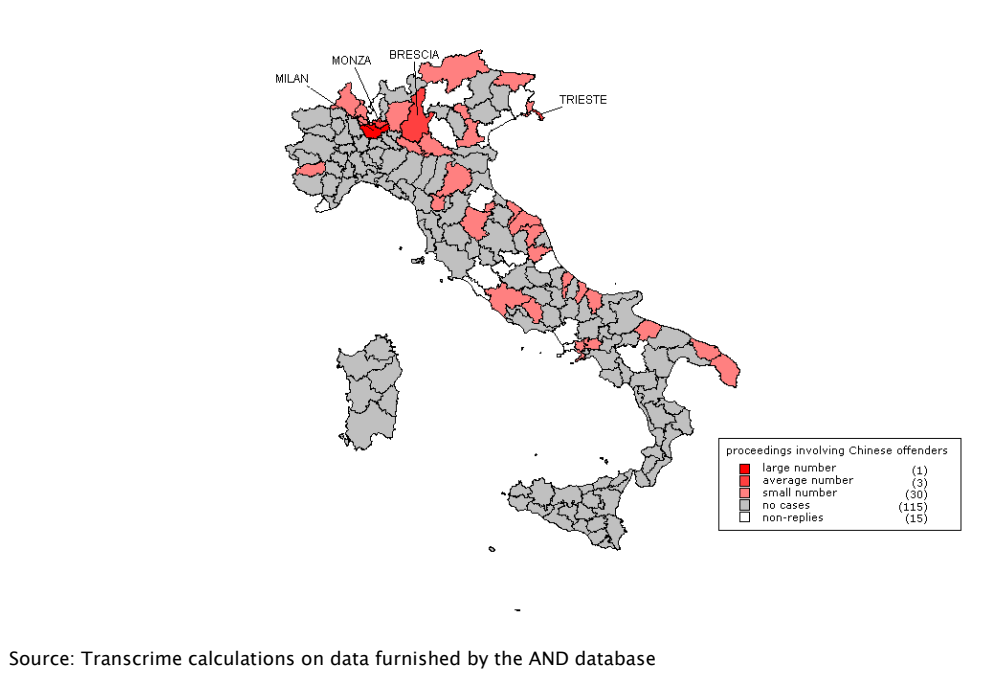 BRESCIA
MONZA
MILAN
TRIESTE
proceedings involving Chinese offenders
large number (1)
average number (3)
small number (30)
no cases (115)
non-replies (15)
Source: Transcrime calculations on data furnished by the AND database